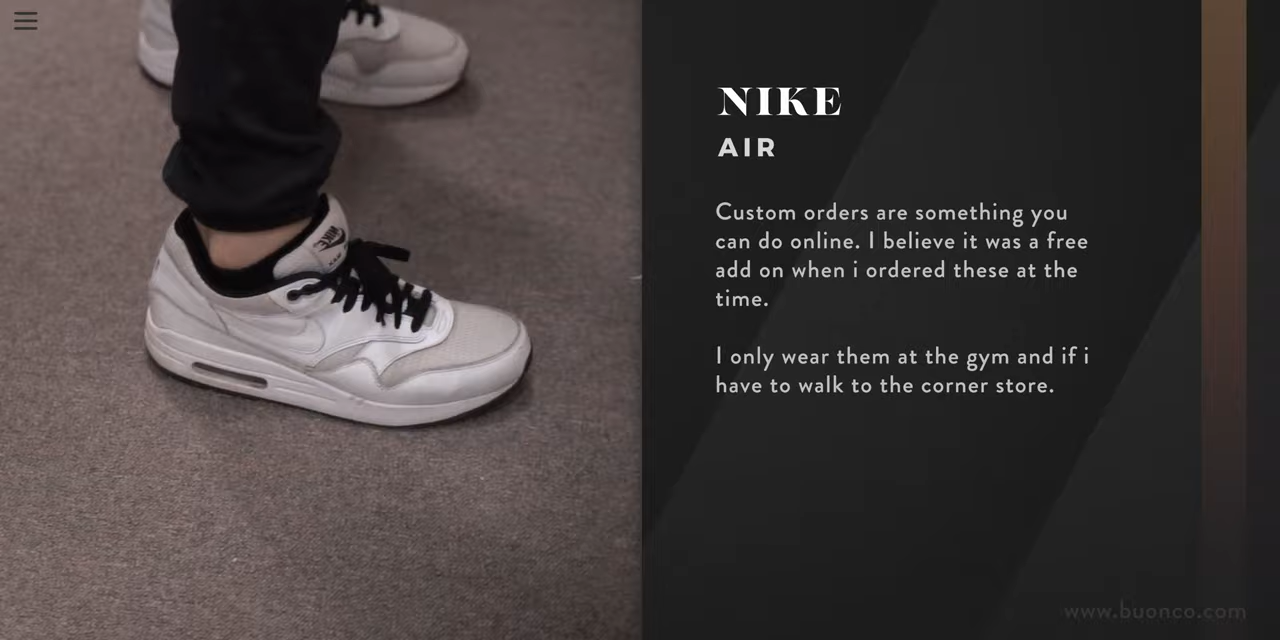 NIKE
NIKE
AIR
Custom orders are something you
can do online. I believe it was a free
add on when i ordered these at the
time.
I only wear them at the gym and if i
have to walk to the corner store.
www.buonco.com